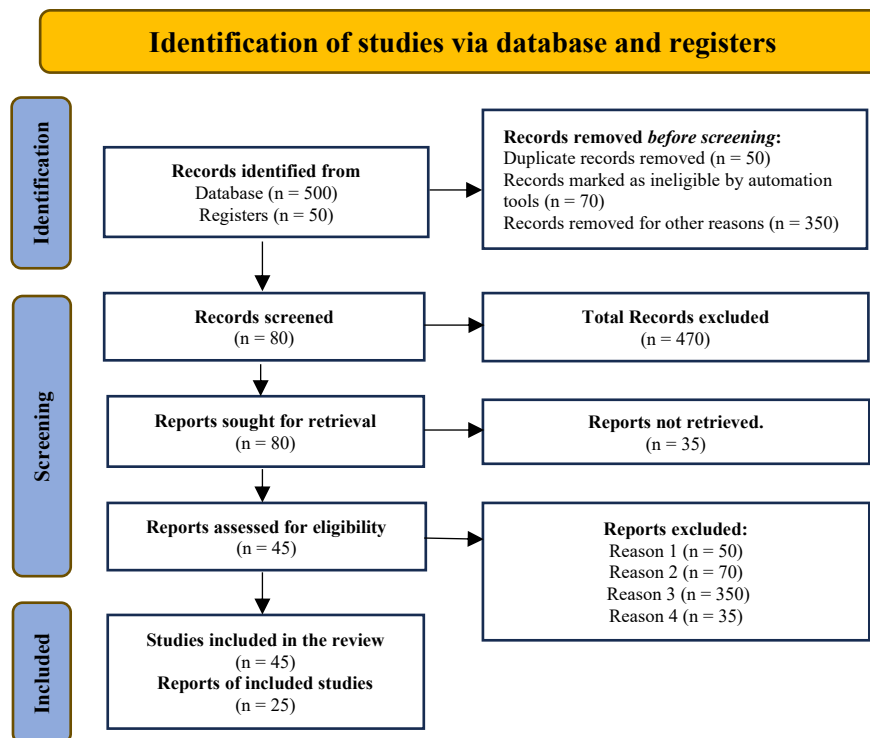 Identification of studies via database and registers
Identification
Records identified from
Database (n = 500)
Registers (n = 50)
Records removed before screening:
Duplicate records removed (n = 50)
Records marked as ineligible by automation
tools (n = 70)
Records removed for other reasons (n = 350)
Screening
Records screened
(n = 80)
Total Records excluded
(n = 470)
Reports sought for retrieval
(n = 80)
Reports not retrieved.
(n = 35)
Reports assessed for eligibility
(n = 45)
Reports excluded:
Reason 1 (n = 50)
Reason 2 (n = 70)
Reason 3 (n = 350)
Reason 4 (n = 35)
Included
Studies included in the review
(n = 45)
Reports of included studies
(n = 25)